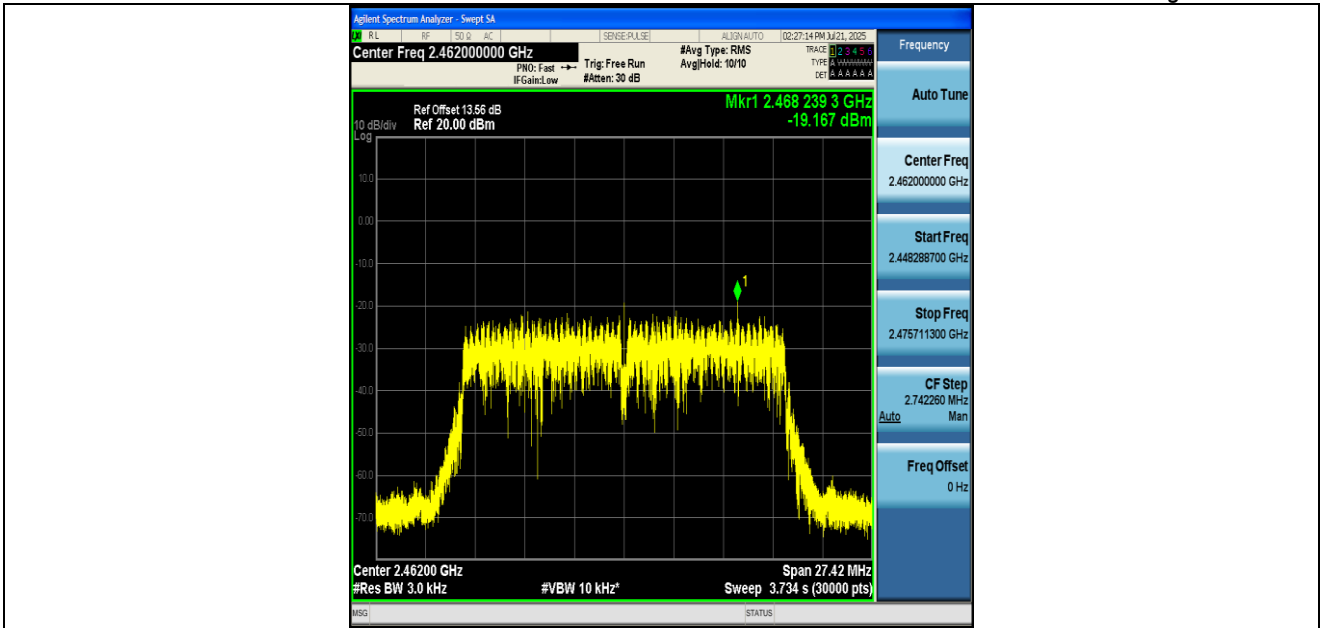 Agilent Spectrum Analyzer - Swept SA
LXI RL RF 50 Ω AC SENSE:PULSE ALIGN AUTO 02:27:14 PM Jul 21, 2025
Center Freq 2.462000000 GHz
#Avg Type: RMS
TRACE 1 2 3 4 5 6
PNO: Fast
Trig: Free Run
Avg|Hold: 10/10
TYPE A
IFGain:Low
#Atten: 30 dB
DET A A A A A A
Mkr1 2.468 239 3 GHz
Ref Offset 13.56 dB
-19.167 dBm
10 dB/div Ref 20.00 dBm
Log
10.0
0.00
-10.0
1
-20.0
-30.0
-40.0
-50.0
-60.0
-70.0
Center 2.46200 GHz
Span 27.42 MHz
#Res BW 3.0 kHz
#VBW 10 kHz*
Sweep 3.734 s (30000 pts)
MSG
STATUS
Frequency
Auto Tune
Center Freq
2.462000000 GHz
Start Freq
2.448288700 GHz
Stop Freq
2.475711300 GHz
CF Step
2.742260 MHz
Auto Man
Freq Offset
0 Hz